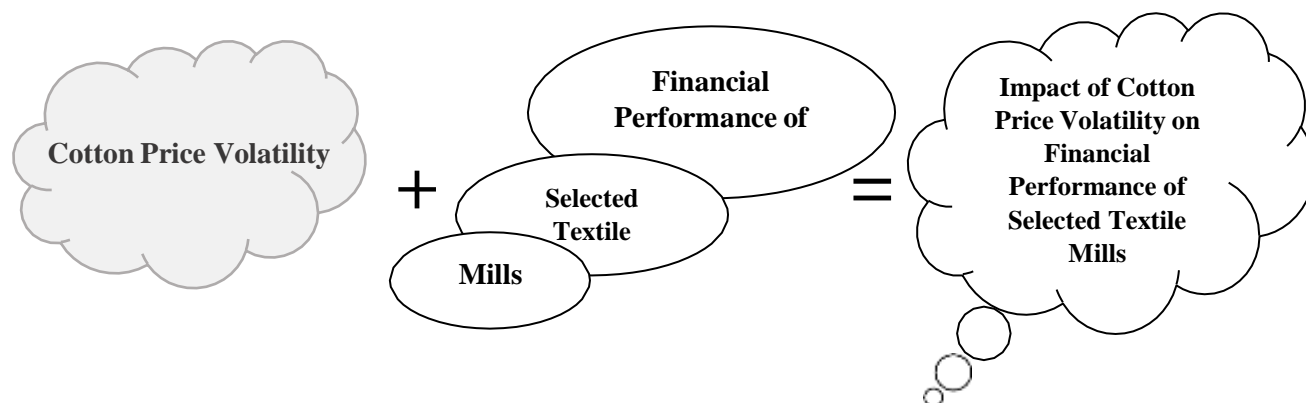 Cotton Price Volatility
+
Financial
Performance of
Selected
Textile
Mills
=
Impact of Cotton
Price Volatility on
Financial
Performance of
Selected Textile
Mills